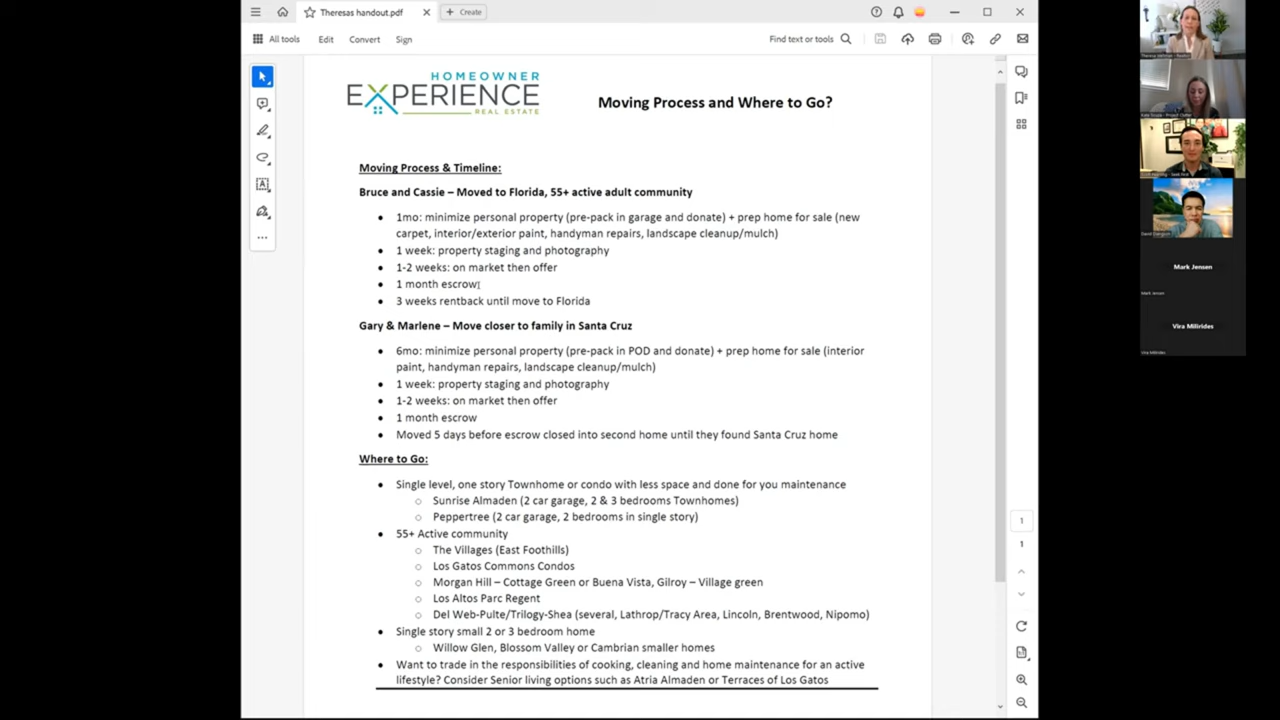 Theresas handout.pdf
Create
All tools
Edit
Convert
Sign
Find text or tools
HOMEOWNER
EXPERIENCE
REAL ESTATE
Moving Process and Where to Go?
Moving Process & Timeline:
Bruce and Cassie – Moved to Florida, 55+ active adult community
• 1mo: minimize personal property (pre-pack in garage and donate) + prep home for sale (new
carpet, interior/exterior paint, handyman repairs, landscape cleanup/mulch)
• 1 week: property staging and photography
• 1-2 weeks: on market then offer
• 1 month escrow
• 3 weeks rentback until move to Florida
Gary & Marlene – Move closer to family in Santa Cruz
• 6mo: minimize personal property (pre-pack in POD and donate) + prep home for sale (interior
paint, handyman repairs, landscape cleanup/mulch)
• 1 week: property staging and photography
• 1-2 weeks: on market then offer
• 1 month escrow
• Moved 5 days before escrow closed into second home until they found Santa Cruz home
Where to Go:
• Single level, one story Townhome or condo with less space and done for you maintenance
○ Sunrise Almaden (2 car garage, 2 & 3 bedrooms Townhomes)
○ Peppertree (2 car garage, 2 bedrooms in single story)
• 55+ Active community
○ The Villages (East Foothills)
○ Los Gatos Commons Condos
○ Morgan Hill – Cottage Green or Buena Vista, Gilroy – Village green
○ Los Altos Parc Regent
○ Del Web-Pulte/Trilogy-Shea (several, Lathrop/Tracy Area, Lincoln, Brentwood, Nipomo)
• Single story small 2 or 3 bedroom home
○ Willow Glen, Blossom Valley or Cambrian smaller homes
• Want to trade in the responsibilities of cooking, cleaning and home maintenance for an active
lifestyle? Consider Senior living options such as Atria Almaden or Terraces of Los Gatos
1
1
Mark Jensen
Mark Jensen
Vira Millirides
Vira Millirides